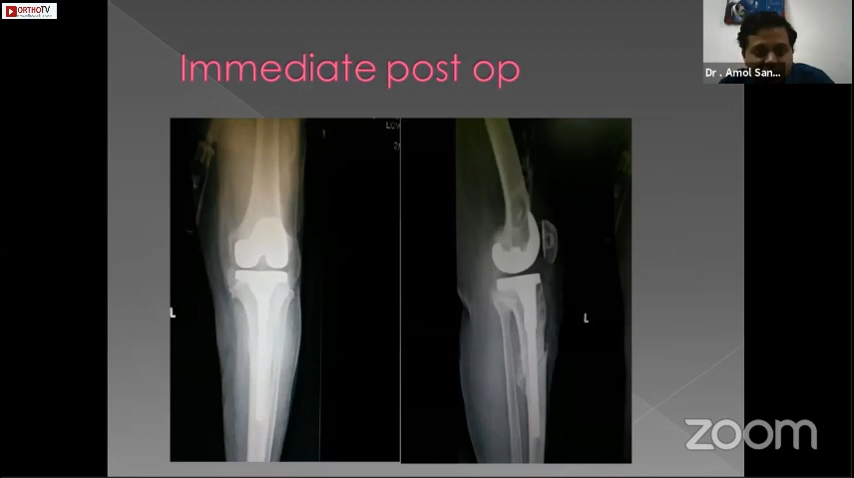 ORTHOTV
Immediate post op
Dr . Amol San...
L
L
zoom